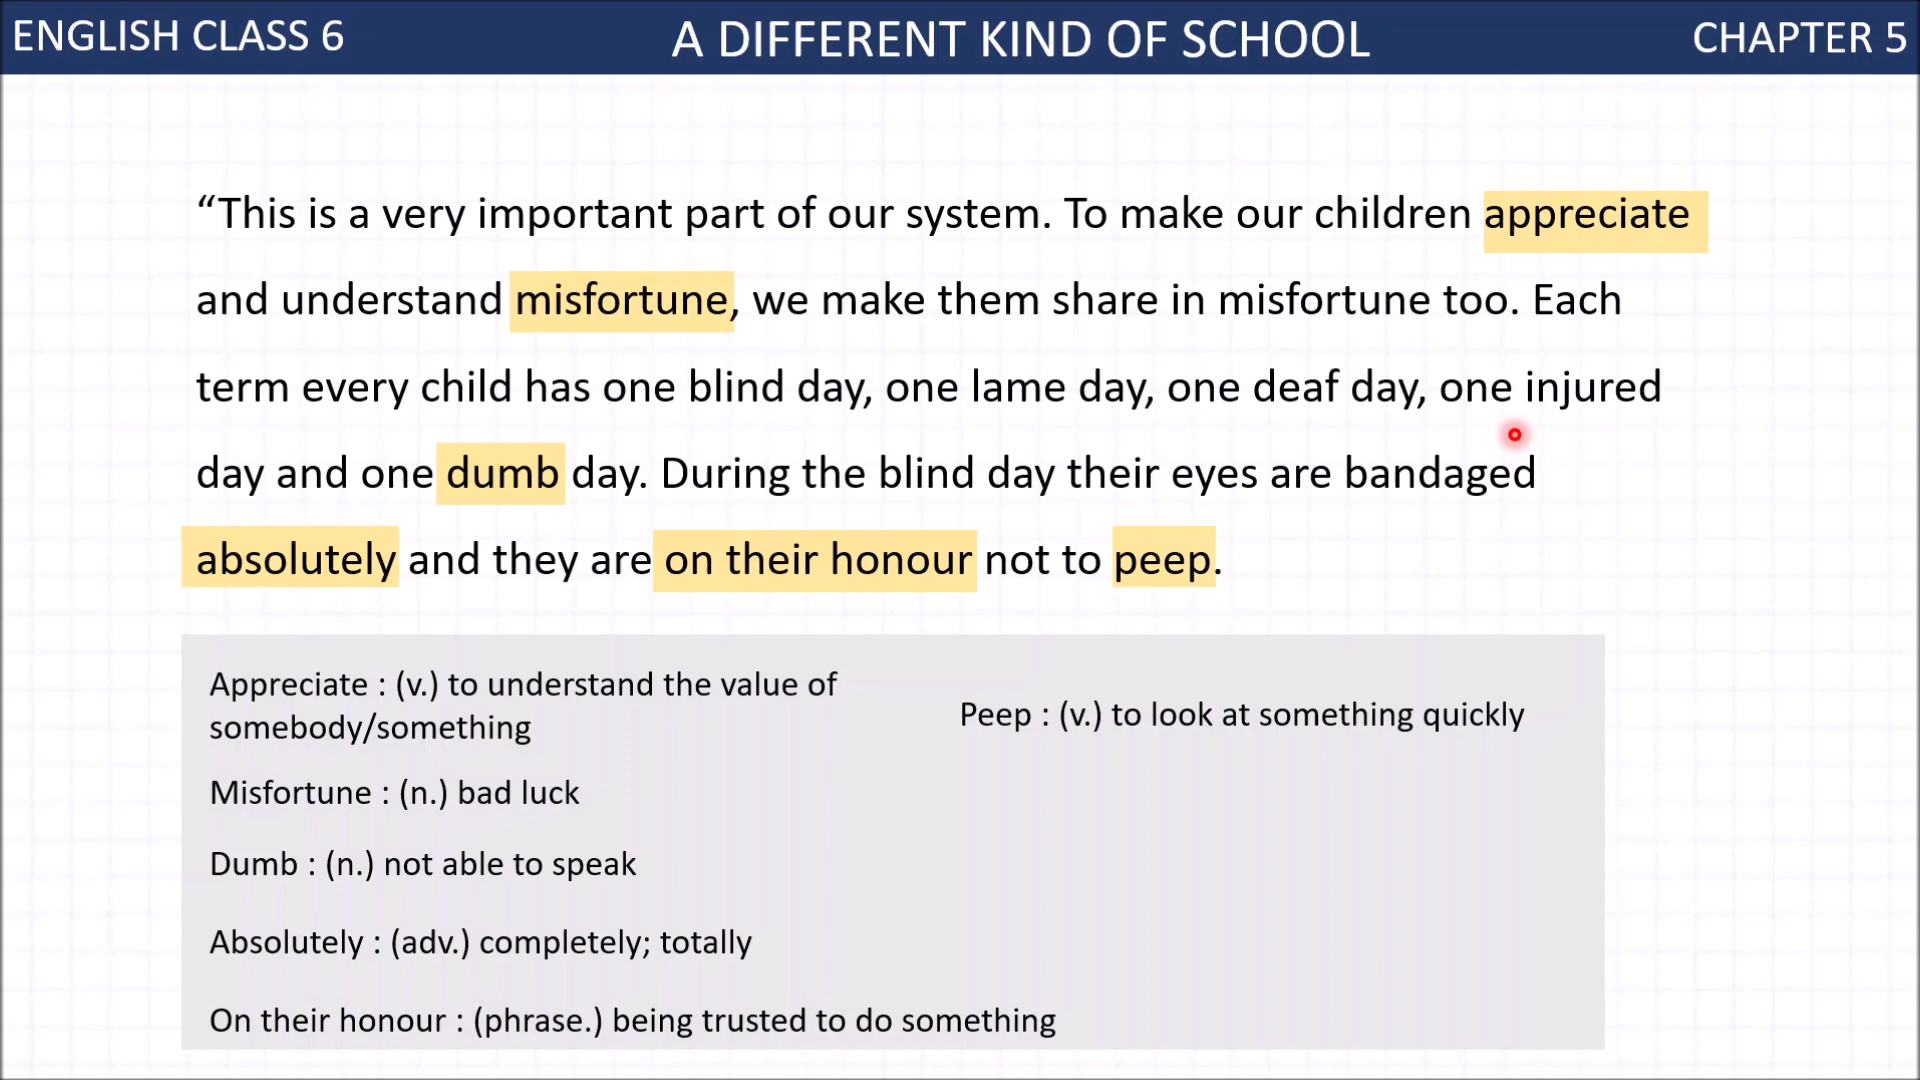 ENGLISH CLASS 6
A DIFFERENT KIND OF SCHOOL
CHAPTER 5
“This is a very important part of our system. To make our children appreciate
and understand misfortune, we make them share in misfortune too. Each
term every child has one blind day, one lame day, one deaf day, one injured
day and one dumb day. During the blind day their eyes are bandaged
absolutely and they are on their honour not to peep.
Appreciate : (v.) to understand the value of
somebody/something
Misfortune : (n.) bad luck
Dumb : (n.) not able to speak
Absolutely : (adv.) completely; totally
On their honour : (phrase.) being trusted to do something
Peep : (v.) to look at something quickly